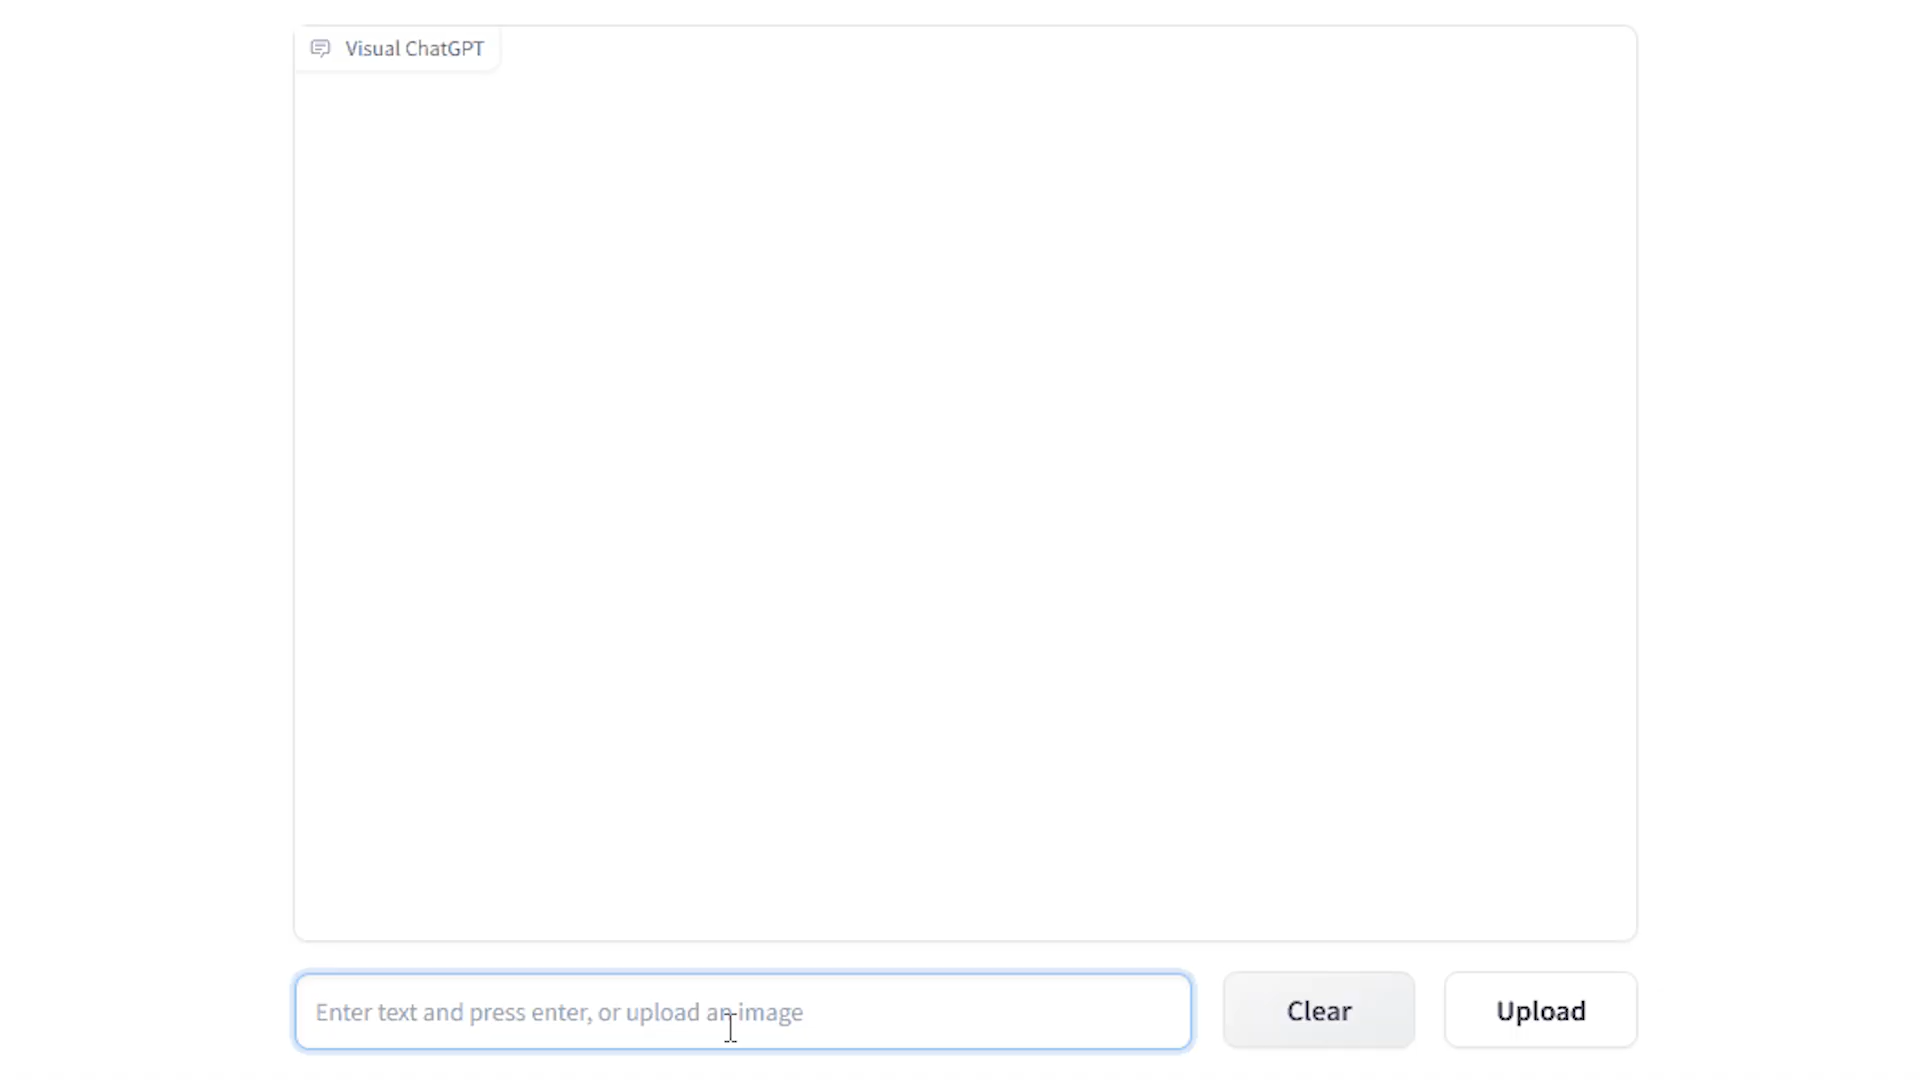 Visual ChatGPT
Enter text and press enter, or upload an image
Clear
Upload